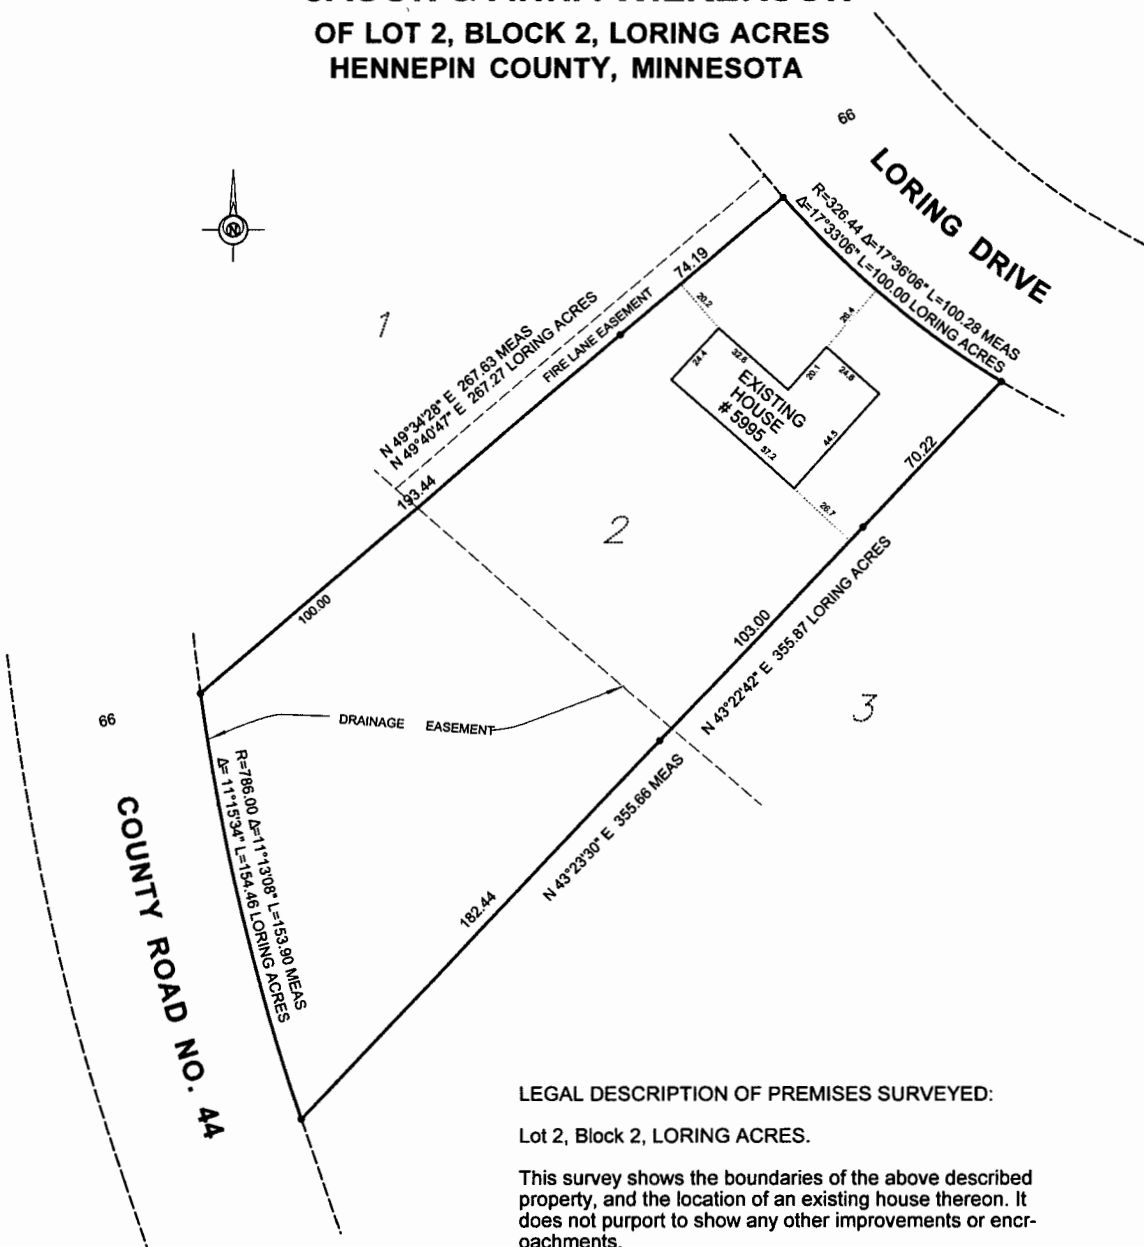 OF LOT 2, BLOCK 2, LORING ACRES
HENNEPIN COUNTY, MINNESOTA
66
LORING DRIVE
N
R=326.44 Δ=17°36'06" L=100.28 MEAS
Δ=17°33'06" L=100.00 LORING ACRES
74.19
1
N 49°34'28" E 267.63 MEAS
N 49°40'47" E 267.27 LORING ACRES
FIRE LANE EASEMENT
20.2
26.4
24.4
32.6
20.1
24.8
EXISTING
HOUSE
# 5995
57.2
44.5
70.22
193.44
26.7
2
100.00
103.00
N 43°22'42" E 355.87 LORING ACRES
3
66
DRAINAGE EASEMENT
R=786.00 Δ=11°13'08" L=153.90 MEAS
Δ= 11°15'34" L=154.46 LORING ACRES
N 43°23'30" E 355.66 MEAS
182.44
COUNTY ROAD NO. 44
LEGAL DESCRIPTION OF PREMISES SURVEYED:
Lot 2, Block 2, LORING ACRES.
This survey shows the boundaries of the above described
property, and the location of an existing house thereon. It
does not purport to show any other improvements or encr-
oachments.